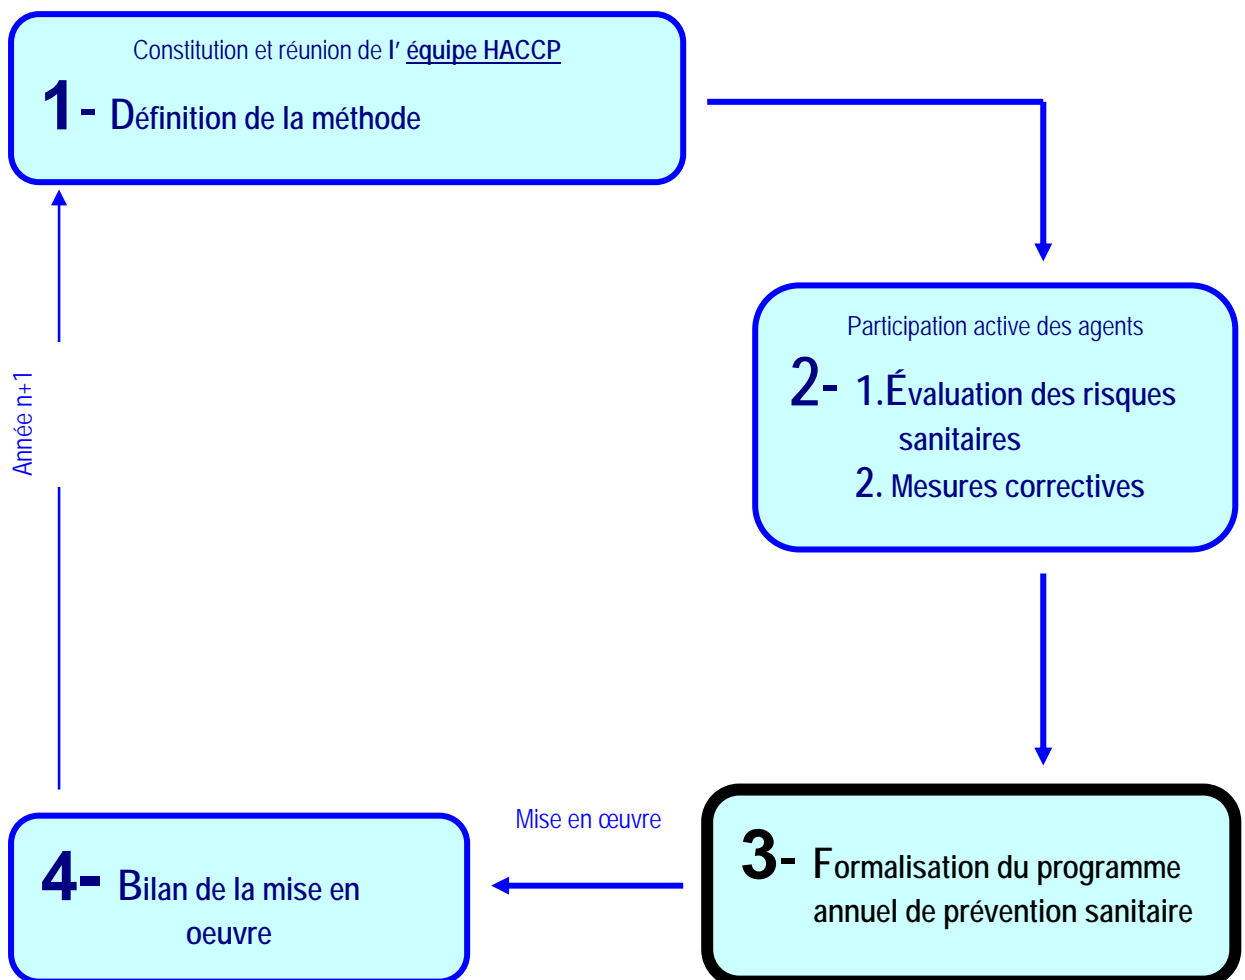 Constitution et réunion de l' équipe HACCP
1- Définition de la méthode
Participation active des agents
2- 1.Évaluation des risques
sanitaires
2. Mesures correctives
Année n+1
Mise en œuvre
3- Formalisation du programme
annuel de prévention sanitaire
4- Bilan de la mise en
oeuvre